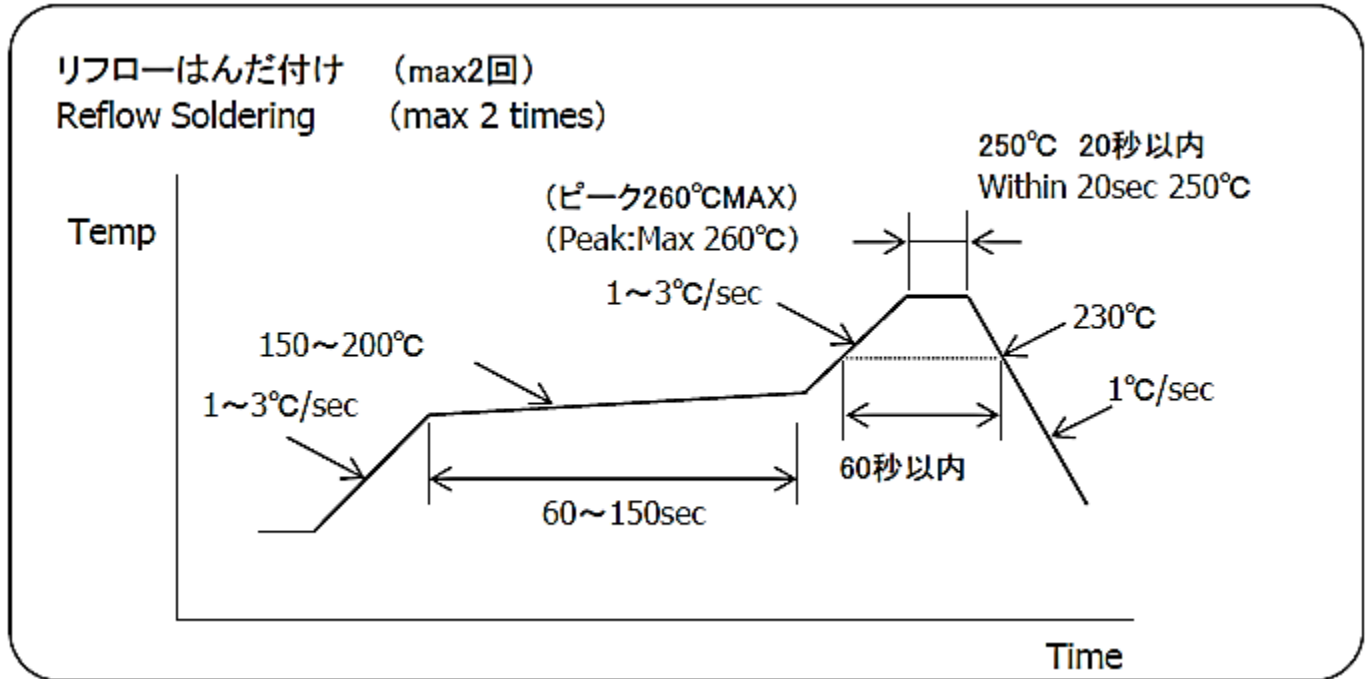 リフローはんだ付け （max2回）
Reflow Soldering (max 2 times)
250℃ 20秒以内
Within 20sec 250℃
(ピーク260℃MAX)
(Peak:Max 260℃)
Temp
1～3℃/sec
230℃
150～200℃
1～3℃/sec
1℃/sec
60秒以内
60～150sec
Time